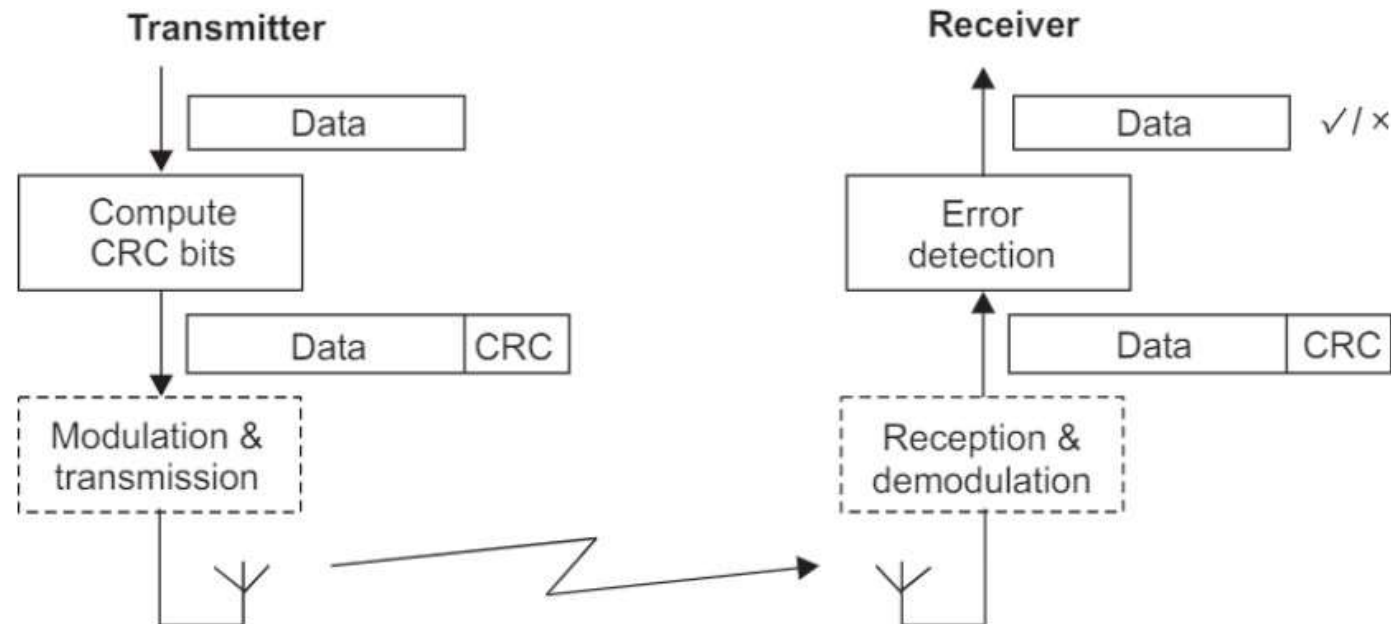 Transmitter
Data
Compute
CRC bits
Data CRC
Modulation &
transmission
Receiver
Data ✓/ ×
Error
detection
Data CRC
Reception &
demodulation